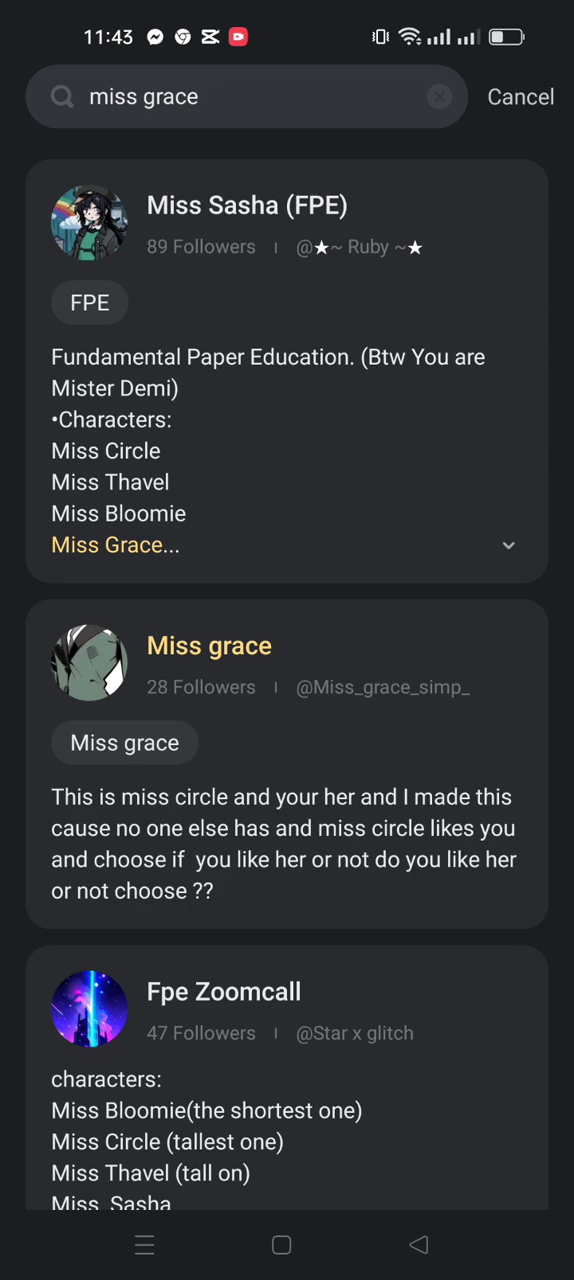 11:43
miss grace
Cancel
Miss Sasha (FPE)
89 Followers | @★~ Ruby ~★
FPE
Fundamental Paper Education. (Btw You are
Mister Demi)
•Characters:
Miss Circle
Miss Thavel
Miss Bloomie
Miss Grace...
Miss grace
28 Followers | @Miss_grace_simp_
Miss grace
This is miss circle and your her and I made this
cause no one else has and miss circle likes you
and choose if  you like her or not do you like her
or not choose ??
Fpe Zoomcall
47 Followers | @Star x glitch
characters:
Miss Bloomie(the shortest one)
Miss Circle (tallest one)
Miss Thavel (tall on)
Miss  Sasha